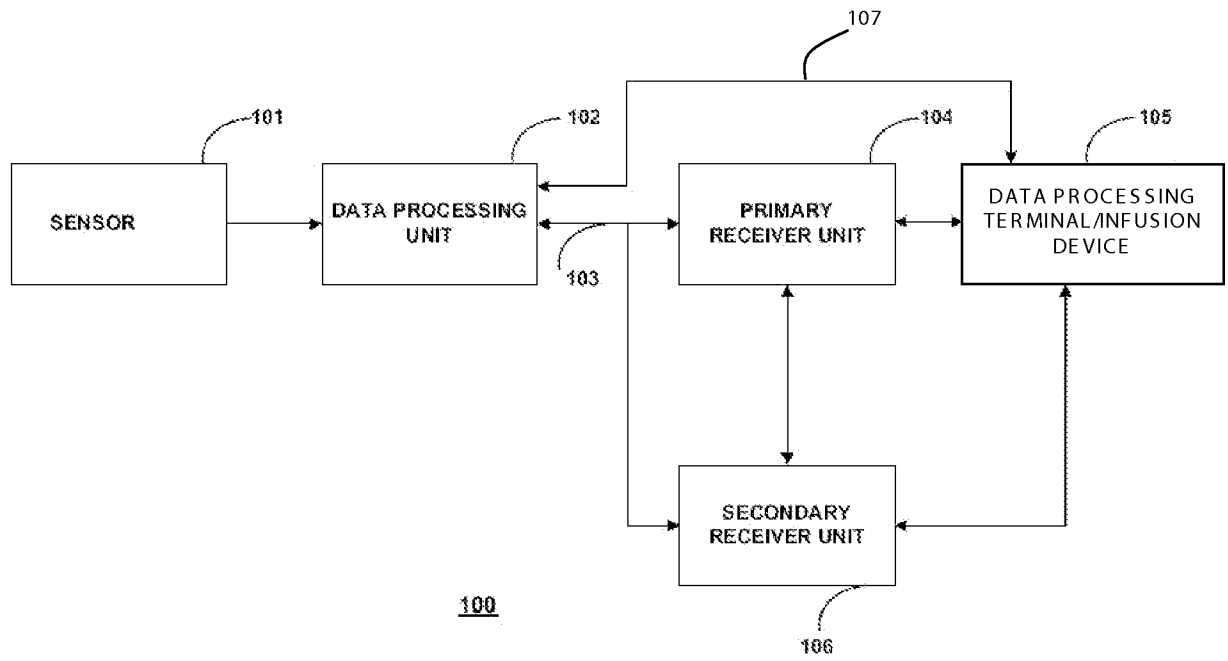 107
101
102
104
105
SENSOR
DATA PROCESSING
UNIT
PRIMARY
RECEIVER UNIT
DATA PROCESSING
TERMINAL/INFUSION
DEVICE
103
SECONDARY
RECEIVER UNIT
100
106